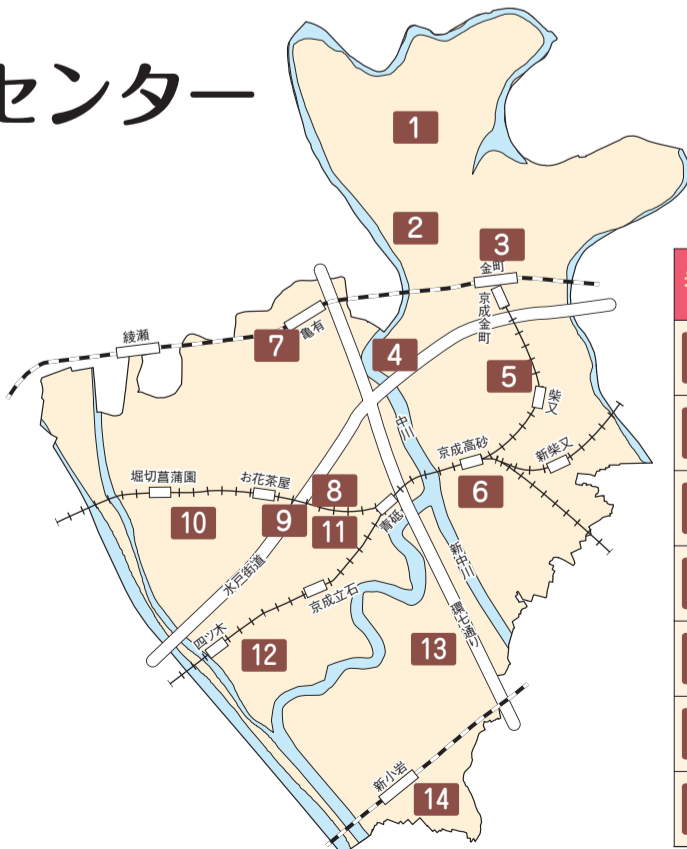 センター
1
2
3
金町
京成金町
綾瀬
亀有
7
4
5
柴又
中川
京成高砂
新柴又
堀切菖蒲園
お花茶屋
8
6
10
9
11
青砥
水戸街道
京成立石
新中川
環七通り
四ツ木
12
13
新小岩
14